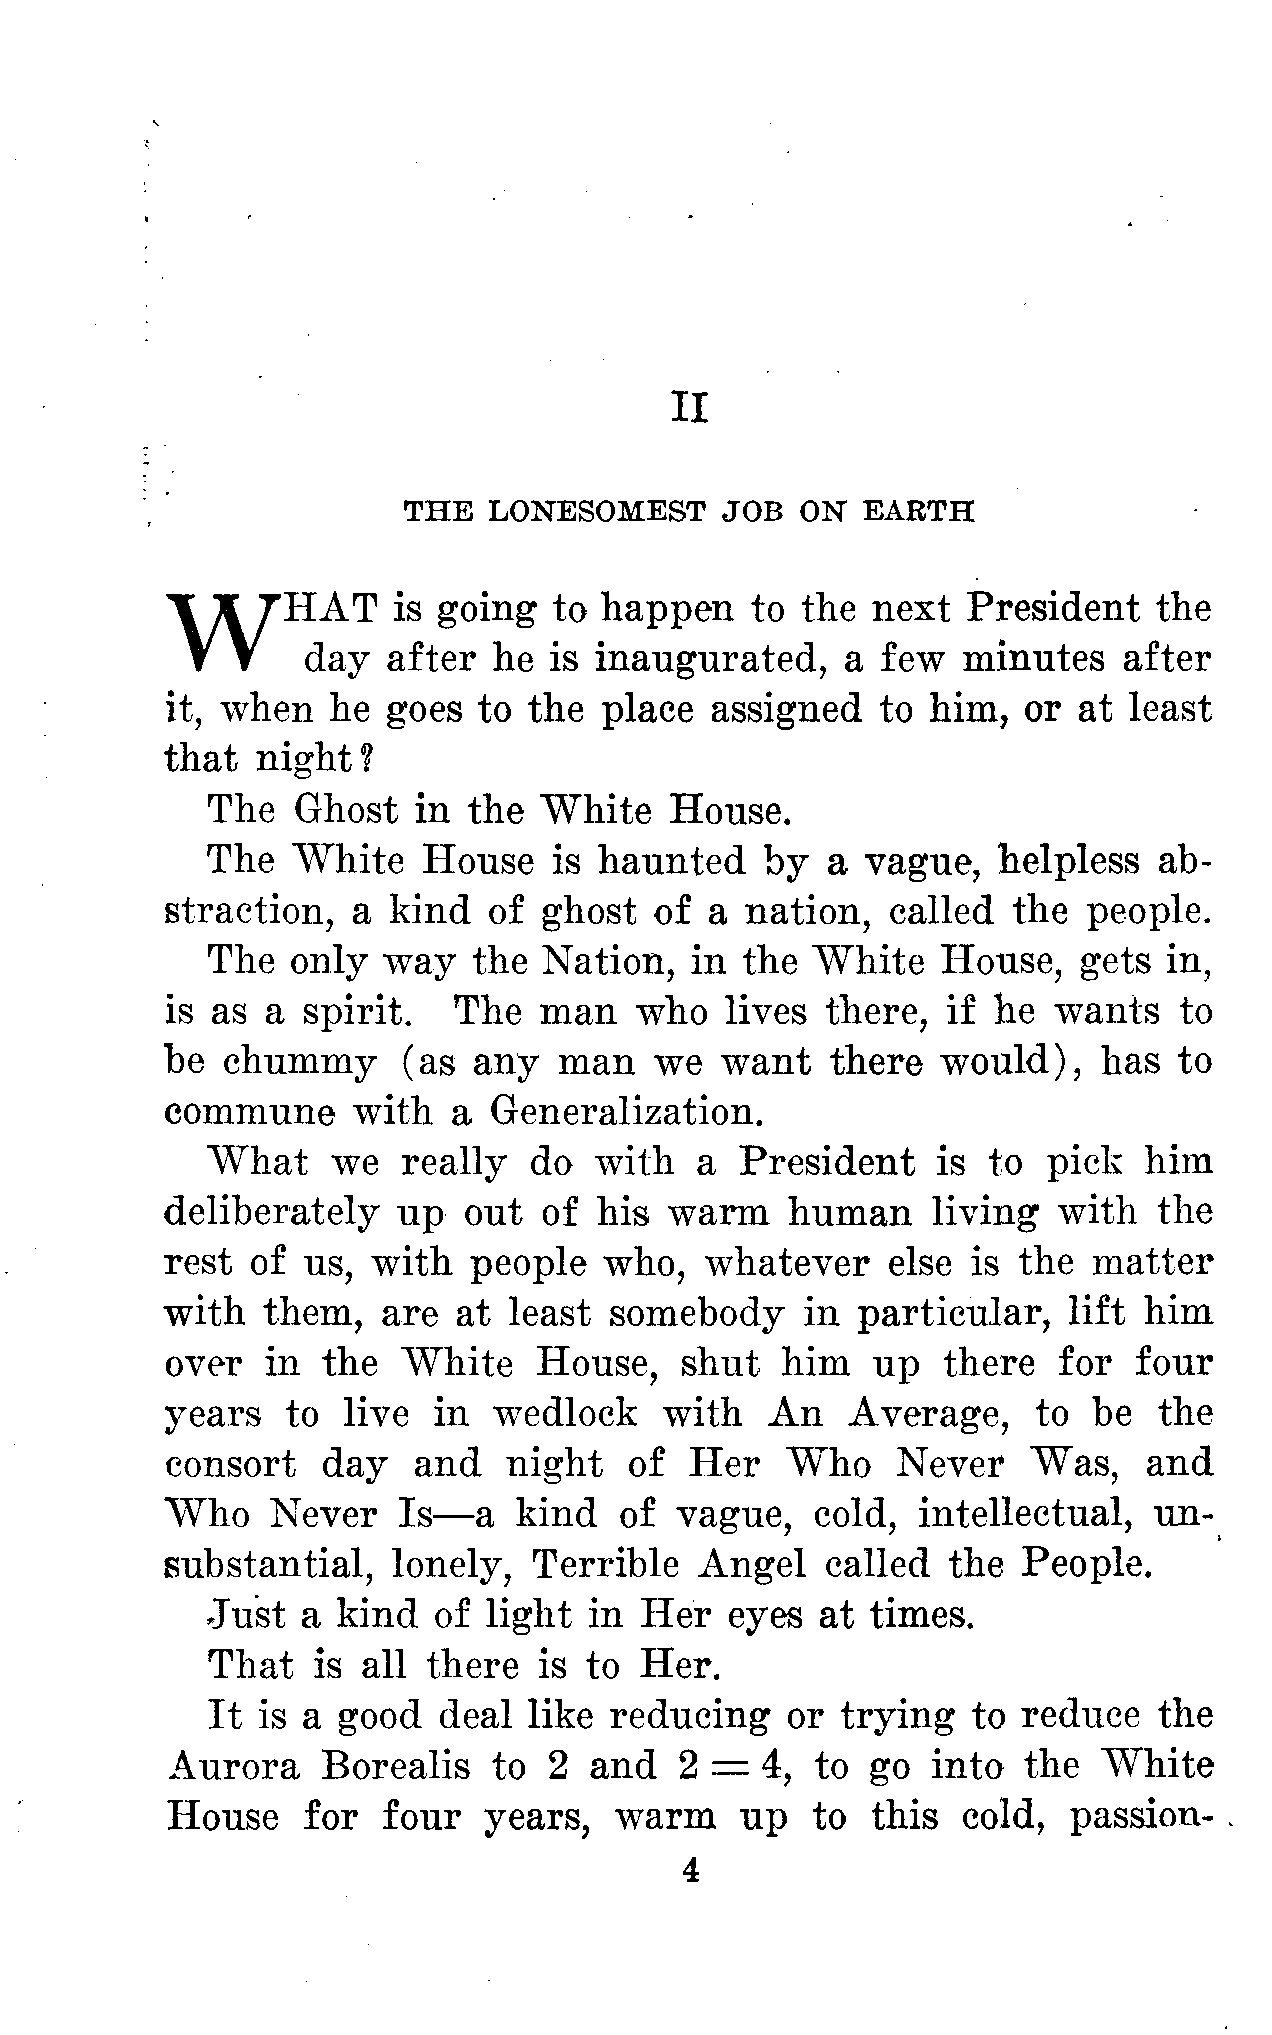 II
THE LONESOMEST JOB ON EARTH
WHAT is going to happen to the next President the
day after he is inaugurated, a few minutes after
it, when he goes to the place assigned to him, or at least
that night?
The Ghost in the White House.
The White House is haunted by a vague, helpless ab-
straction, a kind of ghost of a nation, called the people.
The only way the Nation, in the White House, gets in,
is as a spirit. The man who lives there, if he wants to
be chummy (as any man we want there would), has to
commune with a Generalization.
What we really do with a President is to pick him
deliberately up out of his warm human living with the
rest of us, with people who, whatever else is the matter
with them, are at least somebody in particular, lift him
over in the White House, shut him up there for four
years to live in wedlock with An Average, to be the
consort day and night of Her Who Never Was, and
Who Never Is—a kind of vague, cold, intellectual, un-
substantial, lonely, Terrible Angel called the People.
Just a kind of light in Her eyes at times.
That is all there is to Her.
It is a good deal like reducing or trying to reduce the
Aurora Borealis to 2 and 2 = 4, to go into the White
House for four years, warm up to this cold, passion-
4